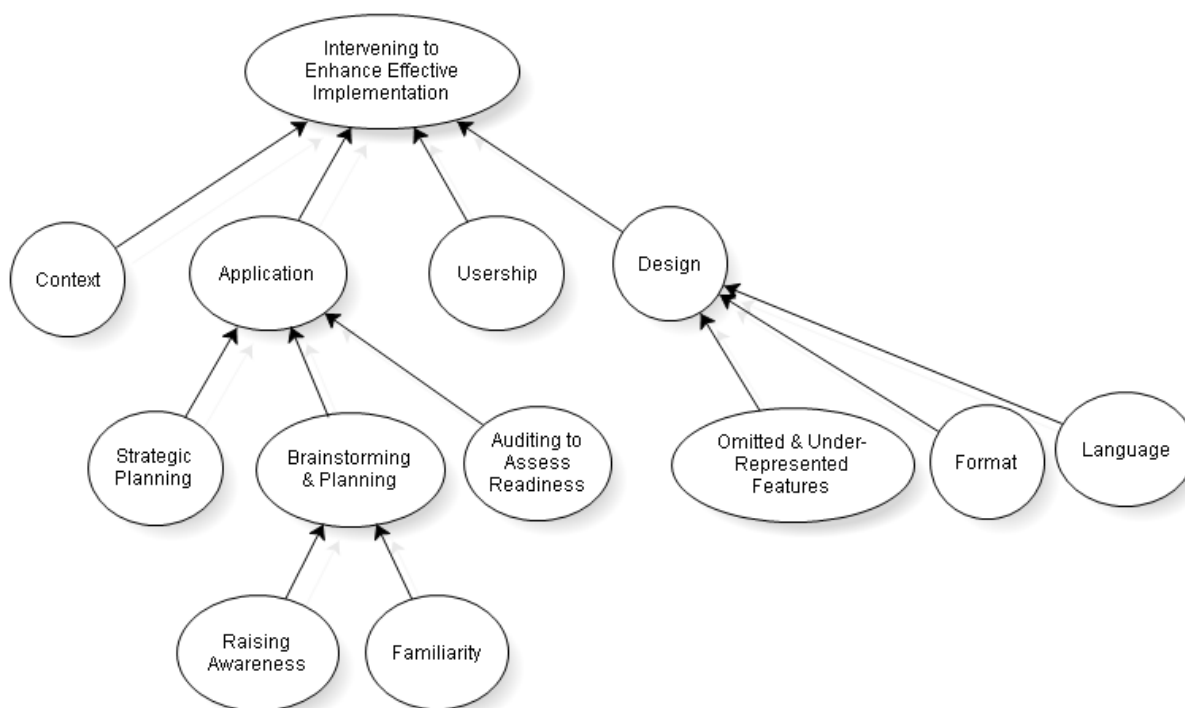 Intervening to
Enhance Effective
Implementation
Context
Application
Usership
Design
Strategic
Planning
Brainstorming
& Planning
Auditing to
Assess
Readiness
Omitted & Under-
Represented
Features
Format
Language
Raising
Awareness
Familiarity